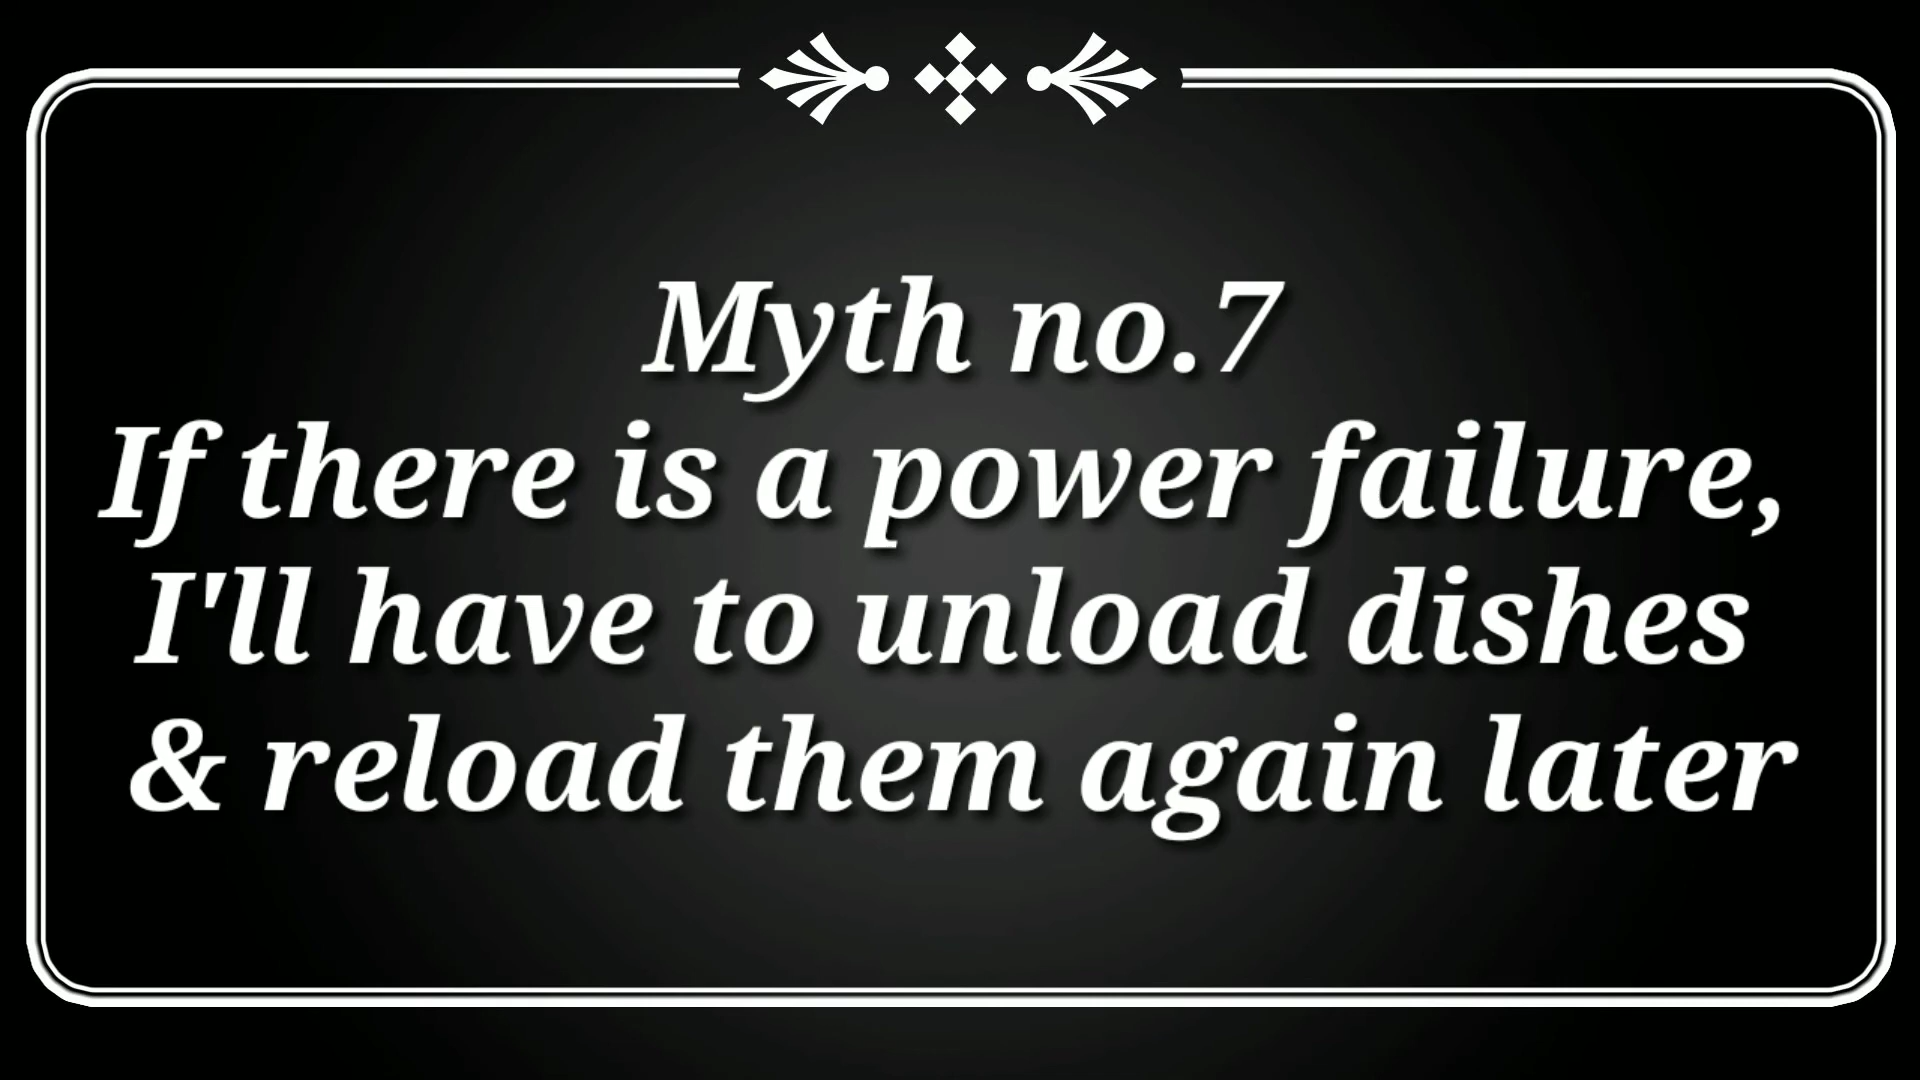 Myth no.7
If there is a power failure,
I'll have to unload dishes
& reload them again later